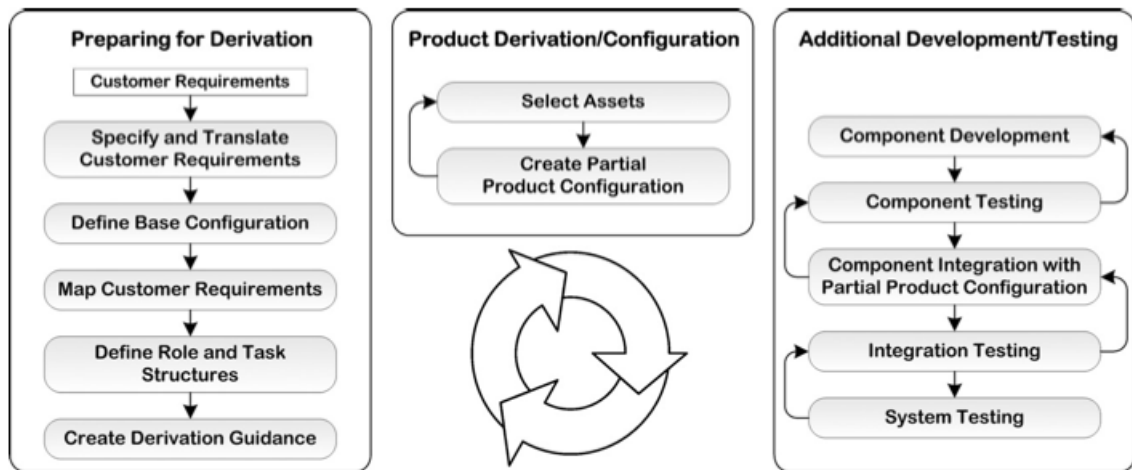 Preparing for Derivation
Customer Requirements
Specify and Translate
Customer Requirements
Define Base Configuration
Map Customer Requirements
Define Role and Task
Structures
Create Derivation Guidance
Product Derivation/Configuration
Select Assets
Create Partial
Product Configuration
Additional Development/Testing
Component Development
Component Testing
Component Integration with
Partial Product Configuration
Integration Testing
System Testing